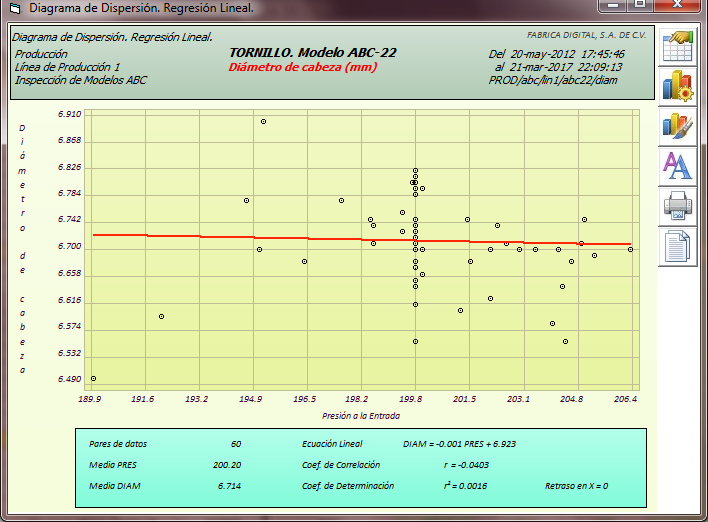 Diagrama de Dispersión. Regresión Lineal.
Diagrama de Dispersión. Regresión Lineal.
FABRICA DIGITAL, S.A. DE C.V.
Producción
TORNILLO. Modelo ABC-22
Del 20-may-2012 17:45:46
Línea de Producción 1
Diámetro de cabeza (mm)
al 21-mar-2017 22:09:13
Inspección de Modelos ABC
PROD/abc/lin1/abc22/diam
Diámetro de cabeza
6.910
6.868
6.826
6.784
6.742
6.700
6.658
6.616
6.574
6.532
6.490
189.9 191.6 193.2 194.9 196.5 198.2 199.8 201.5 203.1 204.8 206.4
Presión a la Entrada
Pares de datos 60 Ecuación Lineal DIAM = -0.001 PRES + 6.923
Media PRES 200.20 Coef. de Correlación r = -0.0403
Media DIAM 6.714 Coef. de Determinación r² = 0.0016 Retraso en X = 0